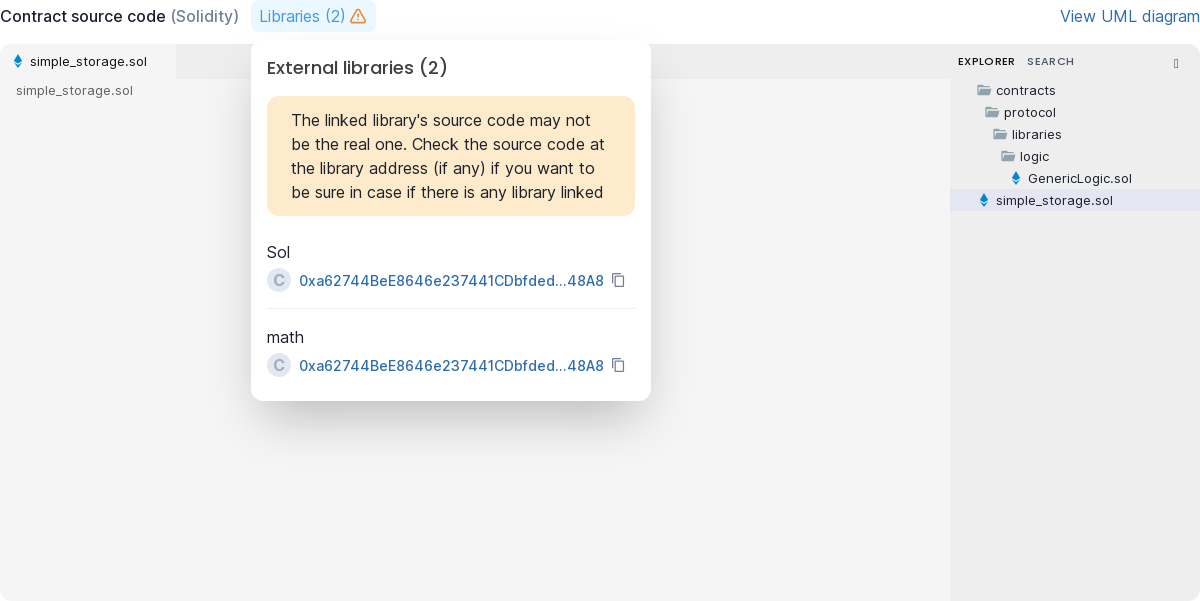 Contract source code (Solidity) Libraries (2) View UML diagram
simple_storage.sol
simple_storage.sol
External libraries (2)
The linked library's source code may not
be the real one. Check the source code at
the library address (if any) if you want to
be sure in case if there is any library linked
Sol
C 0xa62744BeE8646e237441CDbfded...48A8
math
C 0xa62744BeE8646e237441CDbfded...48A8
EXPLORER SEARCH
contracts
protocol
libraries
logic
GenericLogic.sol
simple_storage.sol